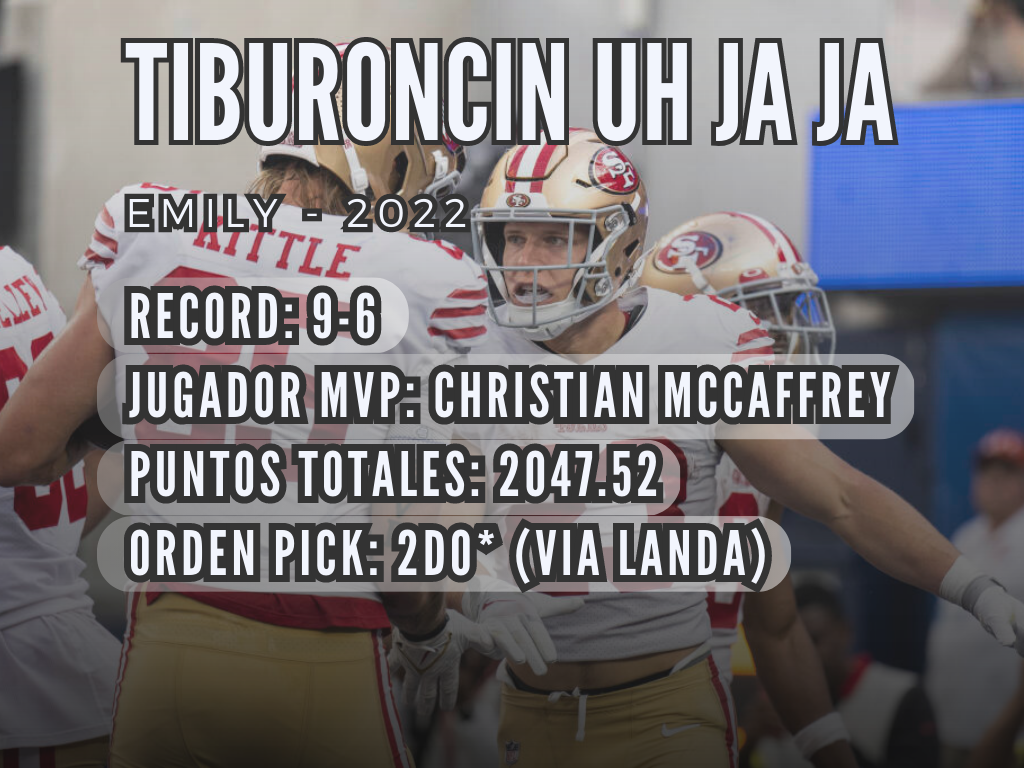 TIBURONCIN UH JA JA
EMILY - 2022
KITTLE
RECORD: 9-6
JUGADOR MVP: CHRISTIAN MCCAFFREY
PUNTOS TOTALES: 2047.52
ORDEN PICK: 2DO* (VIA LANDA)